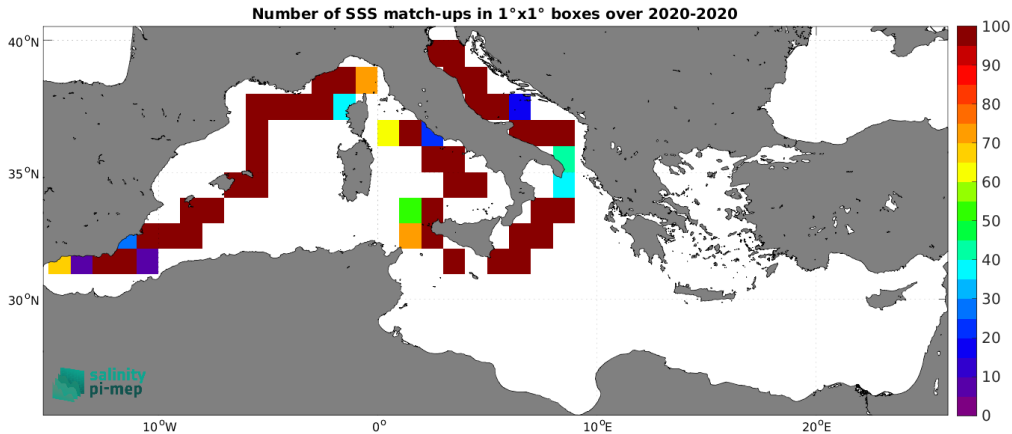 Number of SSS match-ups in 1°x1° boxes over 2020-2020
40°N
35°N
30°N
10°W
0°
10°E
20°E
100
90
80
70
60
50
40
30
20
10
0
salinity
pi-mep